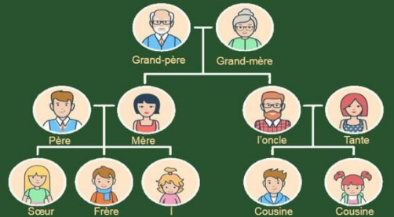 Grand-père Grand-mère
Père Mère l'oncle Tante
Sœur Frère I Cousine Cousine